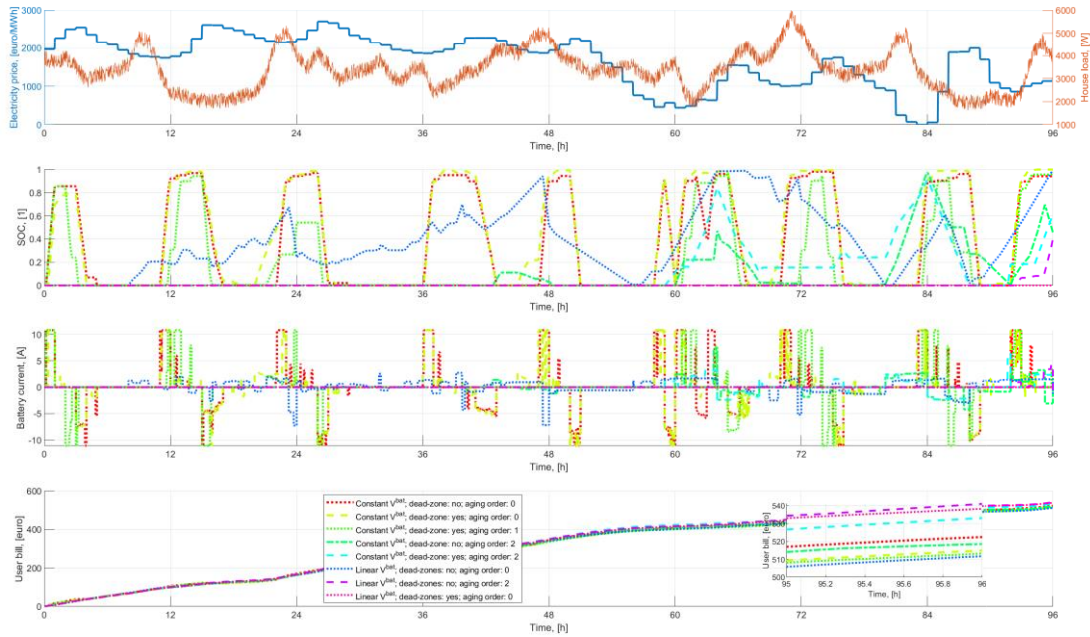 Electricity price, [euro/MWh]
3000
2000
1000
0
House load, [W]
6000
5000
4000
3000
2000
1000
0 12 24 36 48 60 72 84 96
Time, [h]
SOC, [1]
1
0.8
0.6
0.4
0.2
0
0 12 24 36 48 60 72 84 96
Time, [h]
Battery current, [A]
10
5
0
-5
-10
0 12 24 36 48 60 72 84 96
Time, [h]
User bill, [euro]
600
400
200
0
Constant V^bat; dead-zone: no; aging order: 0
Constant V^bat; dead-zone: yes; aging order: 0
Constant V^bat; dead-zone: yes; aging order: 1
Constant V^bat; dead-zone: no; aging order: 2
Constant V^bat; dead-zone: yes; aging order: 2
Linear V^bat; dead-zones: no; aging order: 0
Linear V^bat; dead-zones: no; aging order: 2
Linear V^bat; dead-zones: yes; aging order: 0
User bill, [euro]
540
530
520
510
500
95 95.2 95.4 95.6 95.8 96
Time, [h]
0 12 24 36 48 60 72 84 96
Time, [h]